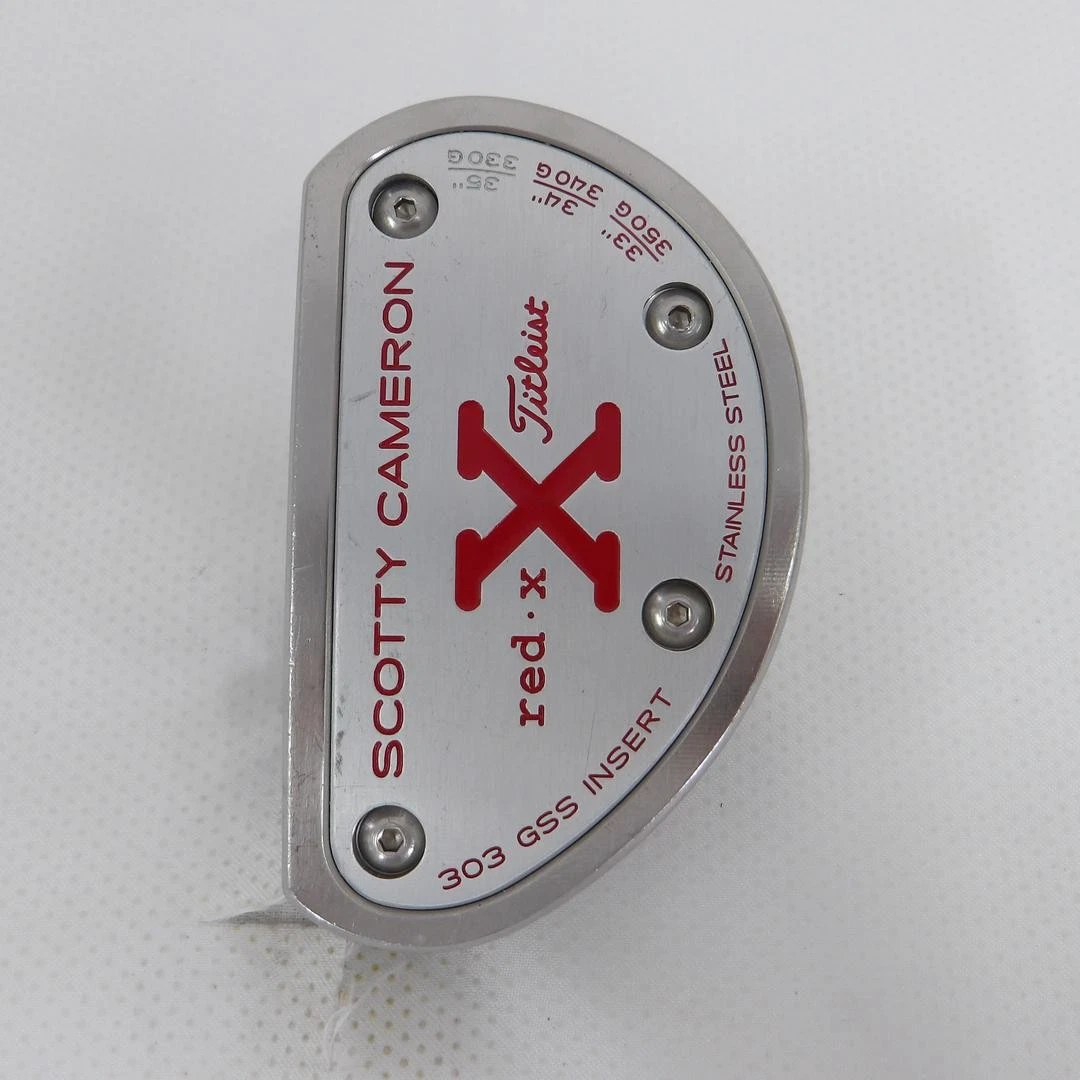 SCOTTY CAMERON
red·x
X
Titleist
303 GSS INSERT
STAINLESS STEEL
33"
350G
34"
340G
35"
330G